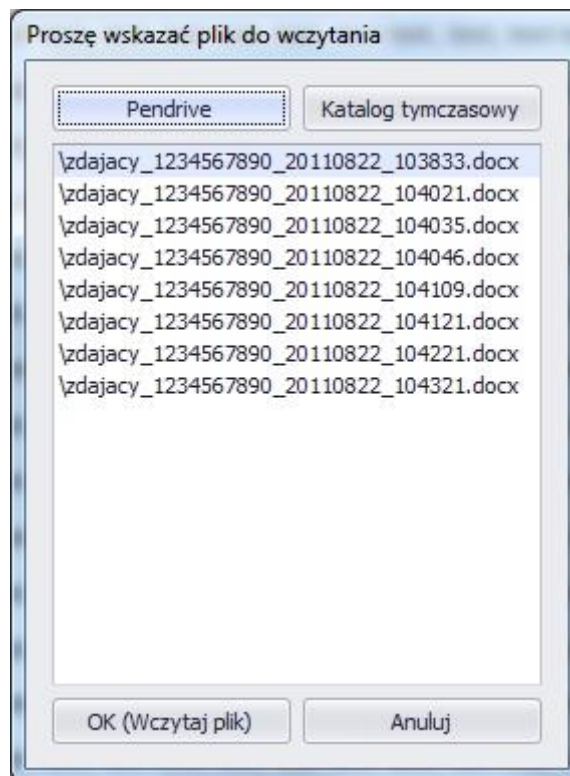 Proszę wskazać plik do wczytania
Pendrive Katalog tymczasowy
\zdajacy_1234567890_20110822_103833.docx
\zdajacy_1234567890_20110822_104021.docx
\zdajacy_1234567890_20110822_104035.docx
\zdajacy_1234567890_20110822_104046.docx
\zdajacy_1234567890_20110822_104109.docx
\zdajacy_1234567890_20110822_104121.docx
\zdajacy_1234567890_20110822_104221.docx
\zdajacy_1234567890_20110822_104321.docx
OK (Wczytaj plik) Anuluj